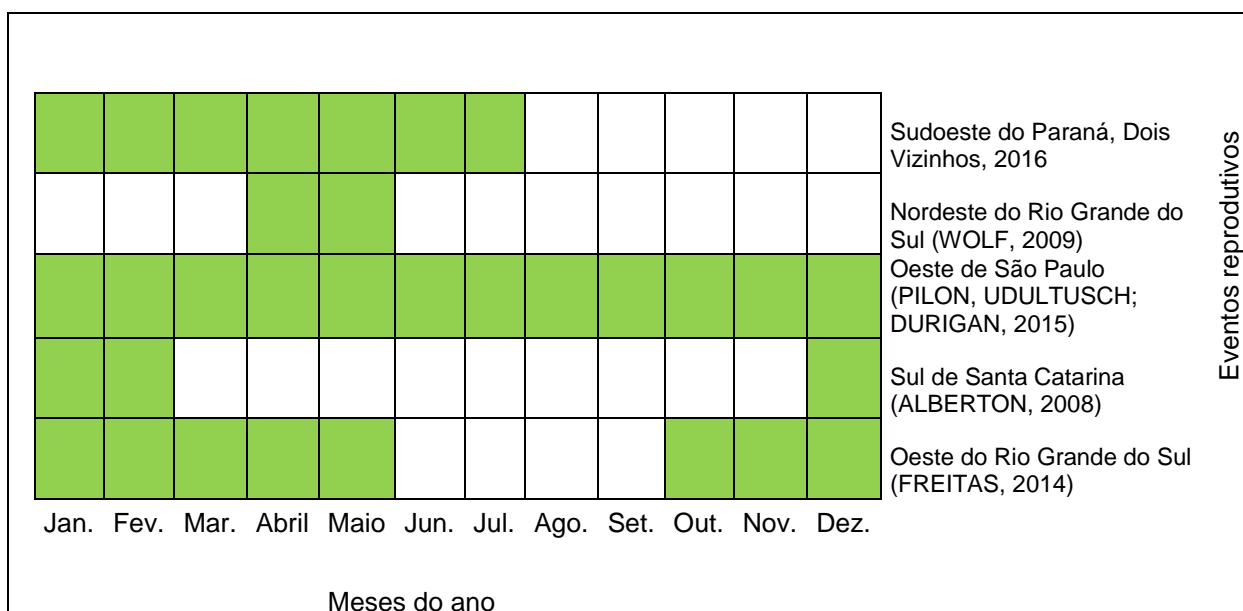 Sudoeste do Paraná, Dois
Vizinhos, 2016
Nordeste do Rio Grande do
Sul (WOLF, 2009)
Oeste de São Paulo
(PILON, UDULTUSCH;
DURIGAN, 2015)
Sul de Santa Catarina
(ALBERTON, 2008)
Oeste do Rio Grande do Sul
(FREITAS, 2014)
Eventos reprodutivos
Jan. Fev. Mar. Abril Maio Jun. Jul. Ago. Set. Out. Nov. Dez.
Meses do ano